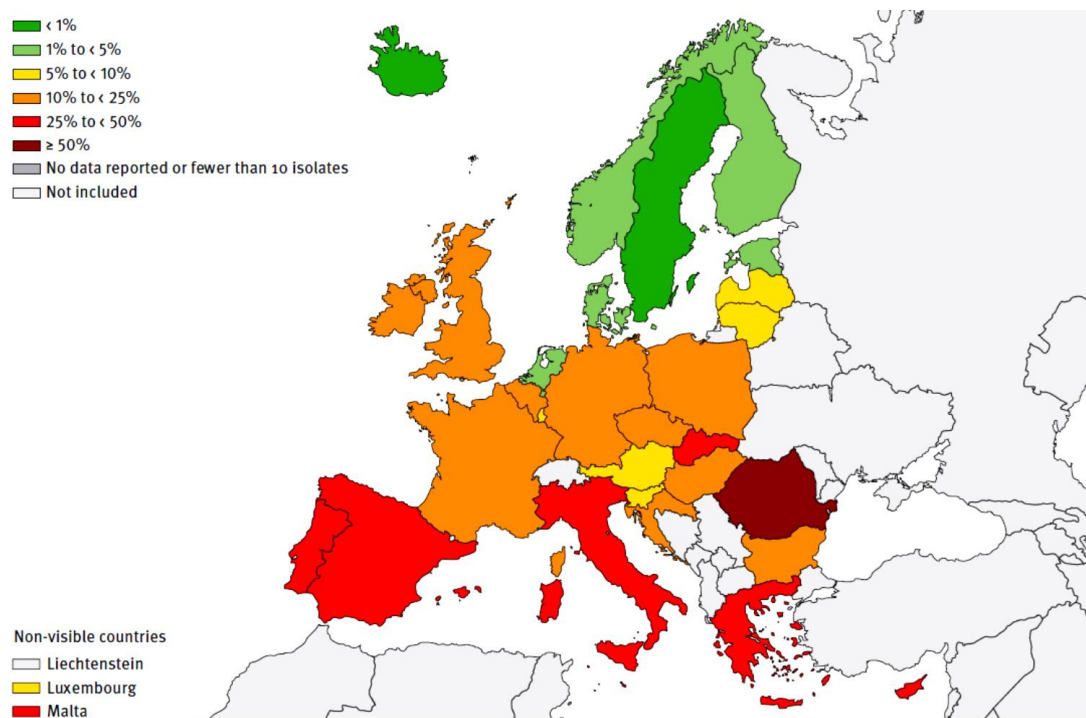 < 1%
1% to < 5%
5% to < 10%
10% to < 25%
25% to < 50%
≥ 50%
No data reported or fewer than 10 isolates
Not included
Non-visible countries
Liechtenstein
Luxembourg
Malta